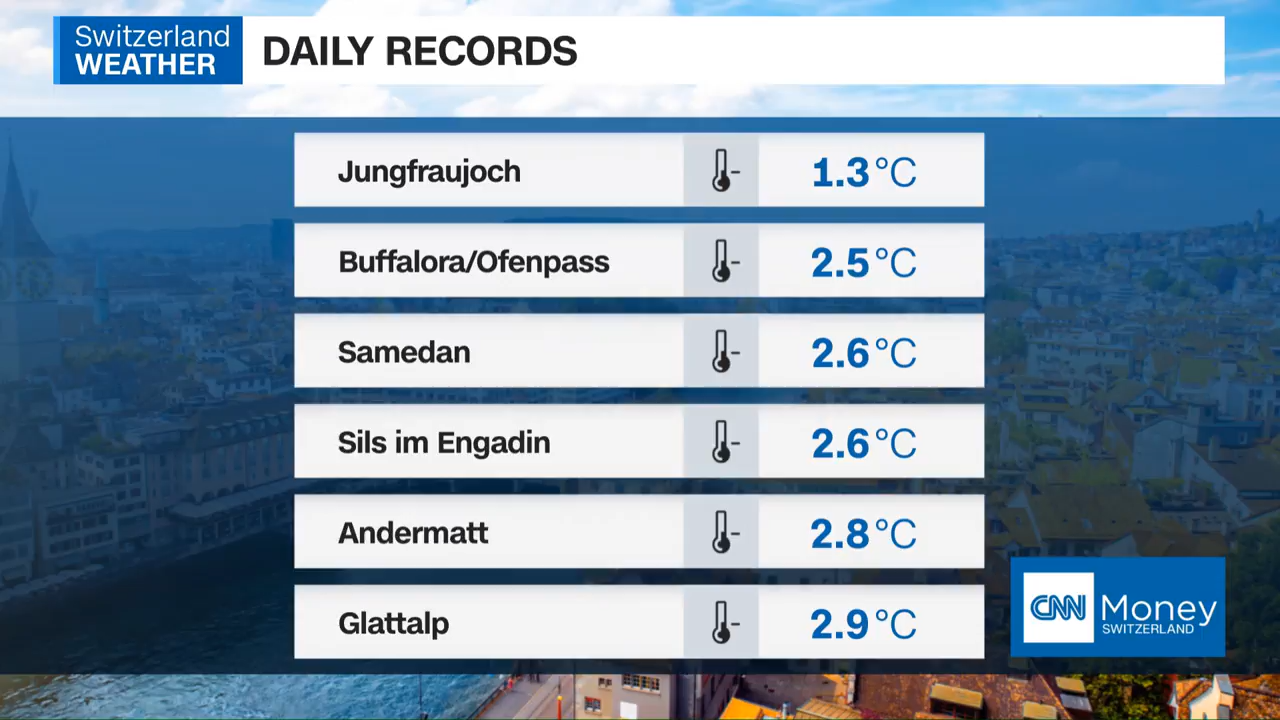 Switzerland
WEATHER
DAILY RECORDS
Jungfraujoch 1.3°C
Buffalora/Ofenpass 2.5°C
Samedan 2.6°C
Sils im Engadin 2.6°C
Andermatt 2.8°C
Glattalp 2.9°C
CNN Money
SWITZERLAND